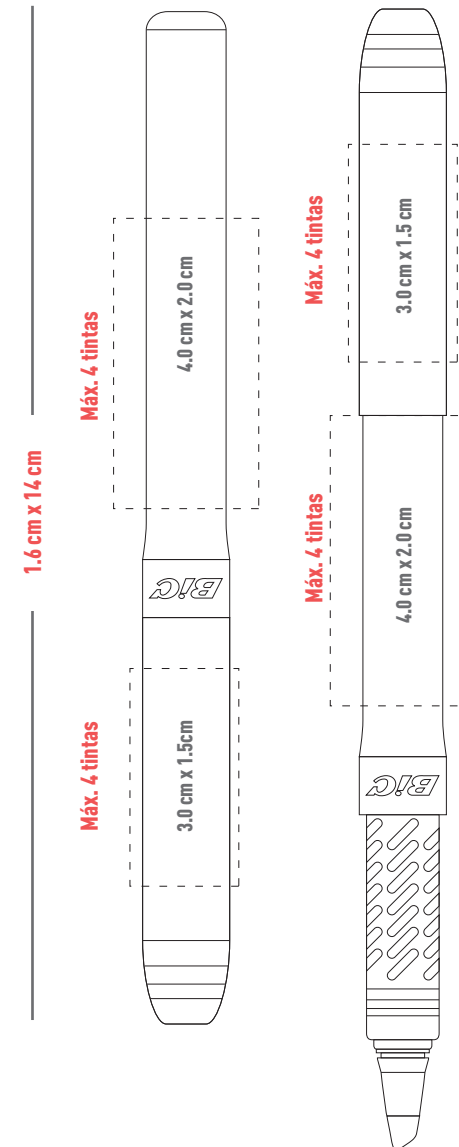 1.6 cm x 14 cm
Máx. 4 tintas
4.0 cm x 2.0 cm
BiC
Máx. 4 tintas
3.0 cm x 1.5cm
Máx. 4 tintas
3.0 cm x 1.5 cm
Máx. 4 tintas
4.0 cm x 2.0 cm
BiC